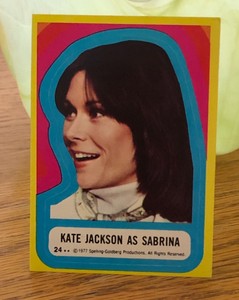 KATE JACKSON AS SABRINA
24 •• © 1977 Spelling-Goldberg Productions, All Rights Reserved.